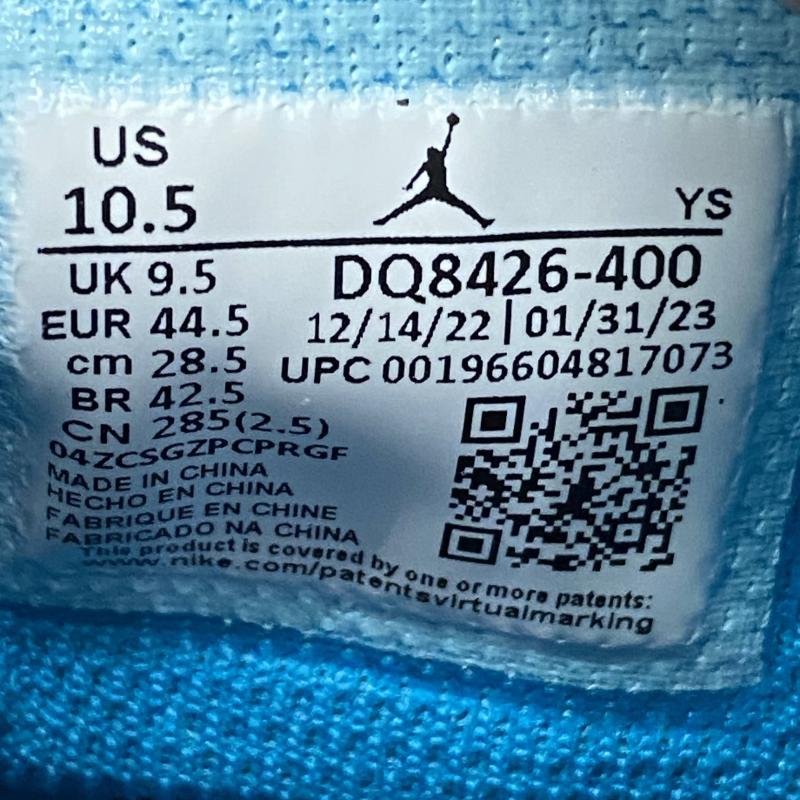 US
10.5
YS
UK 9.5
DQ8426-400
EUR 44.5
12/14/22 | 01/31/23
cm 28.5
UPC 00196604817073
BR 42.5
CN 285(2.5)
04ZCSGZPCPRGF
MADE IN CHINA
HECHO EN CHINA
FABRIQUE EN CHINE
FABRICADO NA CHINA
This product is covered by one or more patents:
www.nike.com/patentsvirtualmarking